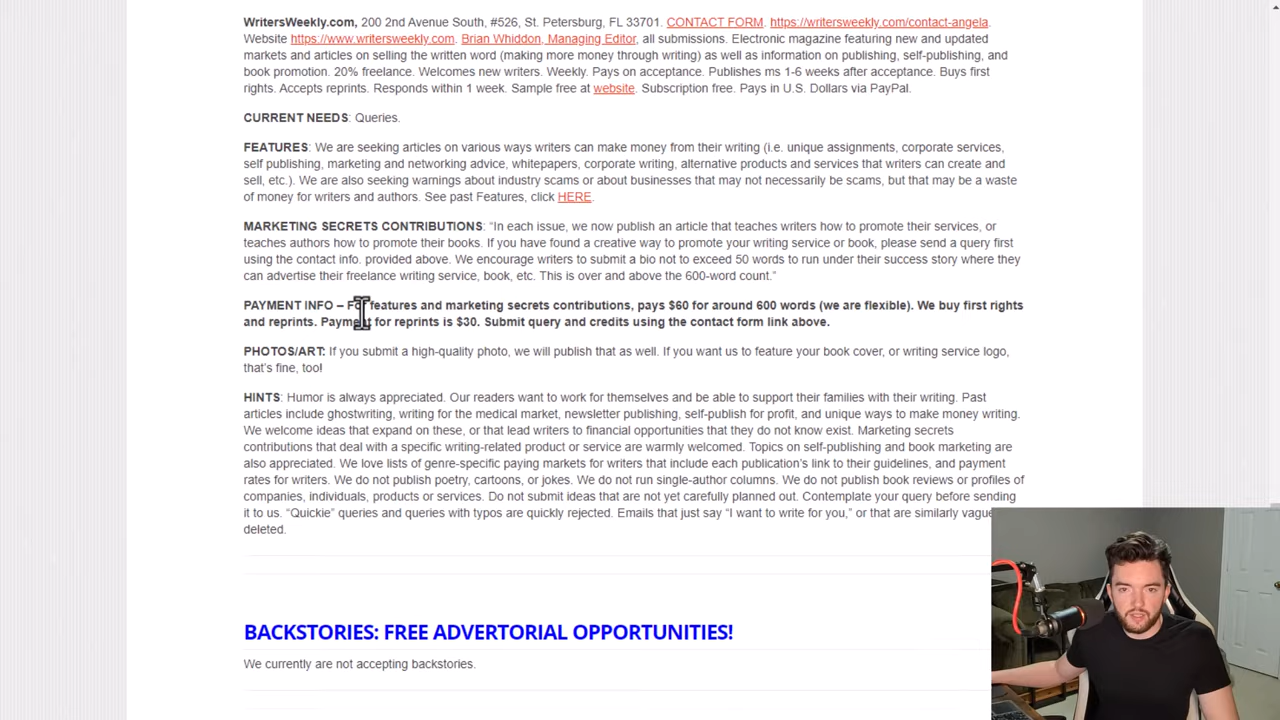 WritersWeekly.com, 200 2nd Avenue South, #526, St. Petersburg, FL 33701. CONTACT FORM. https://writersweekly.com/contact-angela.
Website https://www.writersweekly.com. Brian Whiddon, Managing Editor, all submissions. Electronic magazine featuring new and updated
markets and articles on selling the written word (making more money through writing) as well as information on publishing, self-publishing, and
book promotion. 20% freelance. Welcomes new writers. Weekly. Pays on acceptance. Publishes ms 1-6 weeks after acceptance. Buys first
rights. Accepts reprints. Responds within 1 week. Sample free at website. Subscription free. Pays in U.S. Dollars via PayPal.
CURRENT NEEDS: Queries.
FEATURES: We are seeking articles on various ways writers can make money from their writing (i.e. unique assignments, corporate services,
self publishing, marketing and networking advice, whitepapers, corporate writing, alternative products and services that writers can create and
sell, etc.). We are also seeking warnings about industry scams or about businesses that may not necessarily be scams, but that may be a waste
of money for writers and authors. See past Features, click HERE.
MARKETING SECRETS CONTRIBUTIONS: “In each issue, we now publish an article that teaches writers how to promote their services, or
teaches authors how to promote their books. If you have found a creative way to promote your writing service or book, please send a query first
using the contact info. provided above. We encourage writers to submit a bio not to exceed 50 words to run under their success story where they
can advertise their freelance writing service, book, etc. This is over and above the 600-word count.”
PAYMENT INFO – For features and marketing secrets contributions, pays $60 for around 600 words (we are flexible). We buy first rights
and reprints. Payment for reprints is $30. Submit query and credits using the contact form link above.
PHOTOS/ART: If you submit a high-quality photo, we will publish that as well. If you want us to feature your book cover, or writing service logo,
that’s fine, too!
HINTS: Humor is always appreciated. Our readers want to work for themselves and be able to support their families with their writing. Past
articles include ghostwriting, writing for the medical market, newsletter publishing, self-publish for profit, and unique ways to make money writing.
We welcome ideas that expand on these, or that lead writers to financial opportunities that they do not know exist. Marketing secrets
contributions that deal with a specific writing-related product or service are warmly welcomed. Topics on self-publishing and book marketing are
also appreciated. We love lists of genre-specific paying markets for writers that include each publication’s link to their guidelines, and payment
rates for writers. We do not publish poetry, cartoons, or jokes. We do not run single-author columns. We do not publish book reviews or profiles of
companies, individuals, products or services. Do not submit ideas that are not yet carefully planned out. Contemplate your query before sending
it to us. “Quickie” queries and queries with typos are quickly rejected. Emails that just say “I want to write for you,” or that are similarly vague
deleted.
BACKSTORIES: FREE ADVERTORIAL OPPORTUNITIES!
We currently are not accepting backstories.